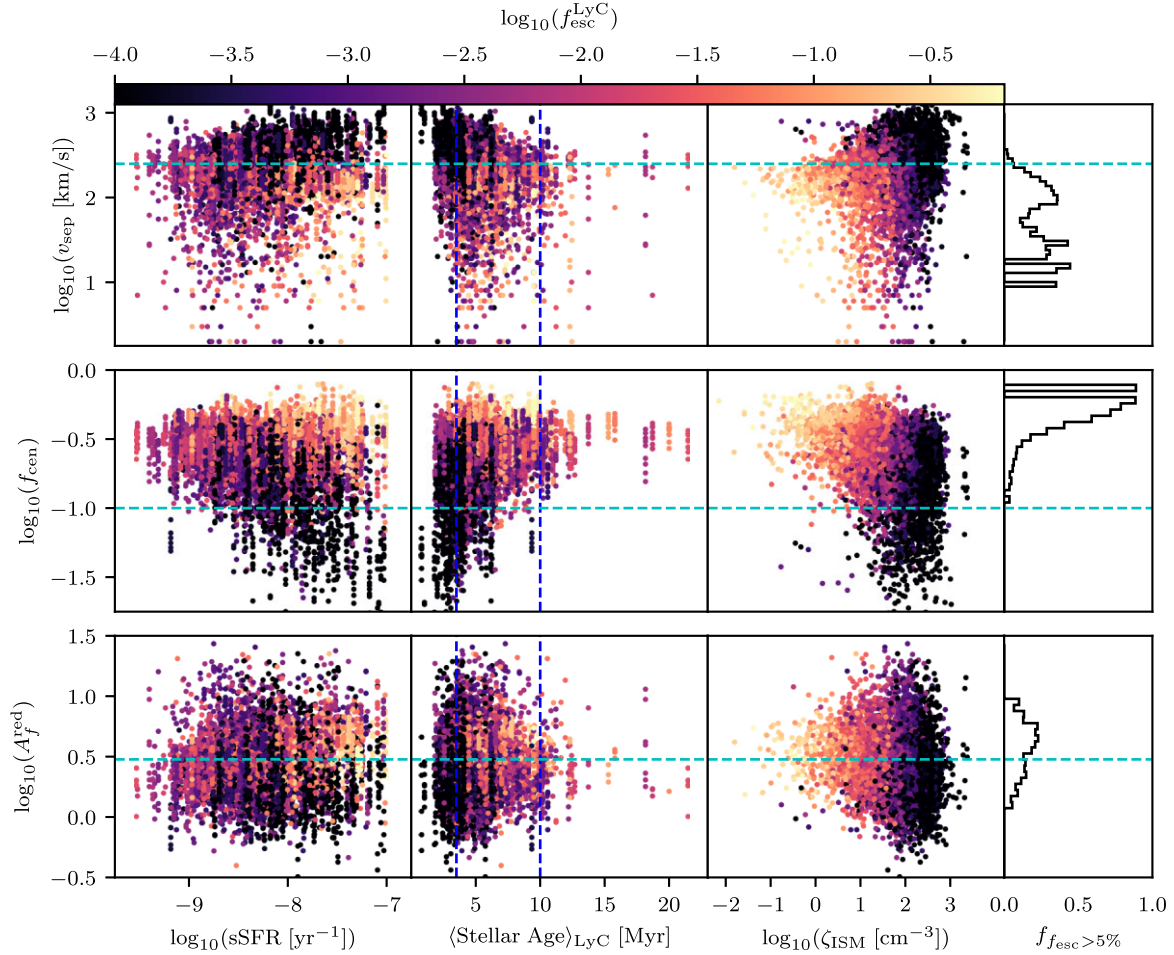 log₁₀(f_esc^LyC)
−4.0 −3.5 −3.0 −2.5 −2.0 −1.5 −1.0 −0.5
log₁₀(v_sep [km/s])
3
2
1
log₁₀(f_cen)
0.0
−0.5
−1.0
−1.5
log₁₀(A_f^red)
1.5
1.0
0.5
0.0
−0.5
−9 −8 −7 5 10 15 20 −2 −1 0 1 2 3 0.0 0.5 1.0
log₁₀(sSFR [yr⁻¹]) ⟨Stellar Age⟩_LyC [Myr] log₁₀(ζ_ISM [cm⁻³]) f_{f_esc>5%}